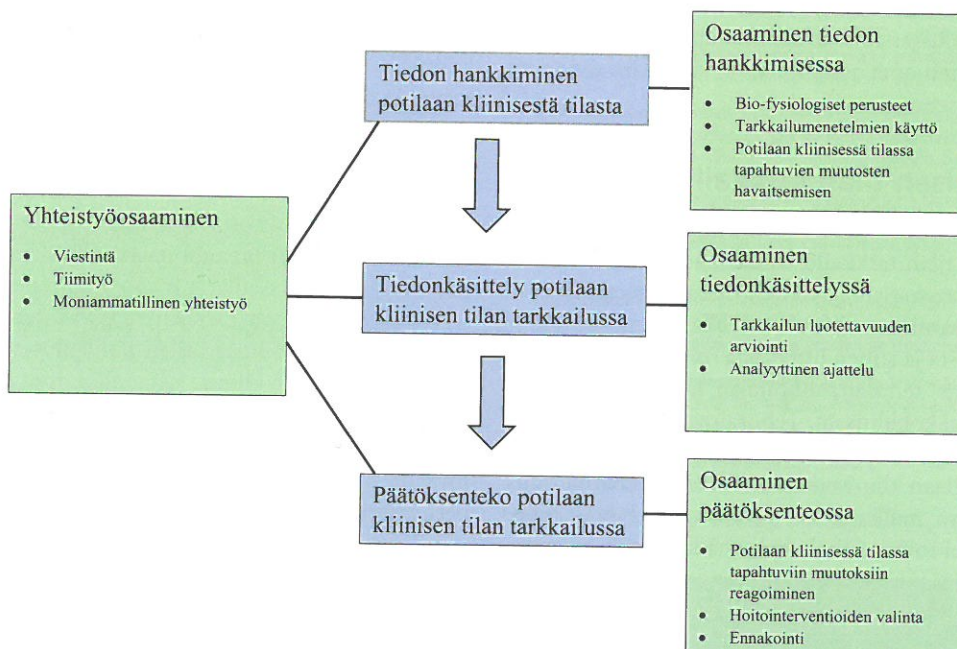 Yhteistyöosaaminen
• Viestintä
• Tiimityö
• Moniammatillinen yhteistyö
Tiedon hankkiminen
potilaan kliinisestä tilasta
Osaaminen tiedon
hankkimisessa
• Bio-fysiologiset perusteet
• Tarkkailumenetelmien käyttö
• Potilaan kliinisessä tilassa
tapahtuvien muutosten
havaitsemisen
Tiedonkäsittely potilaan
kliinisen tilan tarkkailussa
Osaaminen
tiedonkäsittelyssä
• Tarkkailun luotettavuuden
arviointi
• Analyyttinen ajattelu
Päätöksenteko potilaan
kliinisen tilan tarkkailussa
Osaaminen
päätöksenteossa
• Potilaan kliinisessä tilassa
tapahtuviin muutoksiin
reagoiminen
• Hoitointerventioiden valinta
• Ennakointi